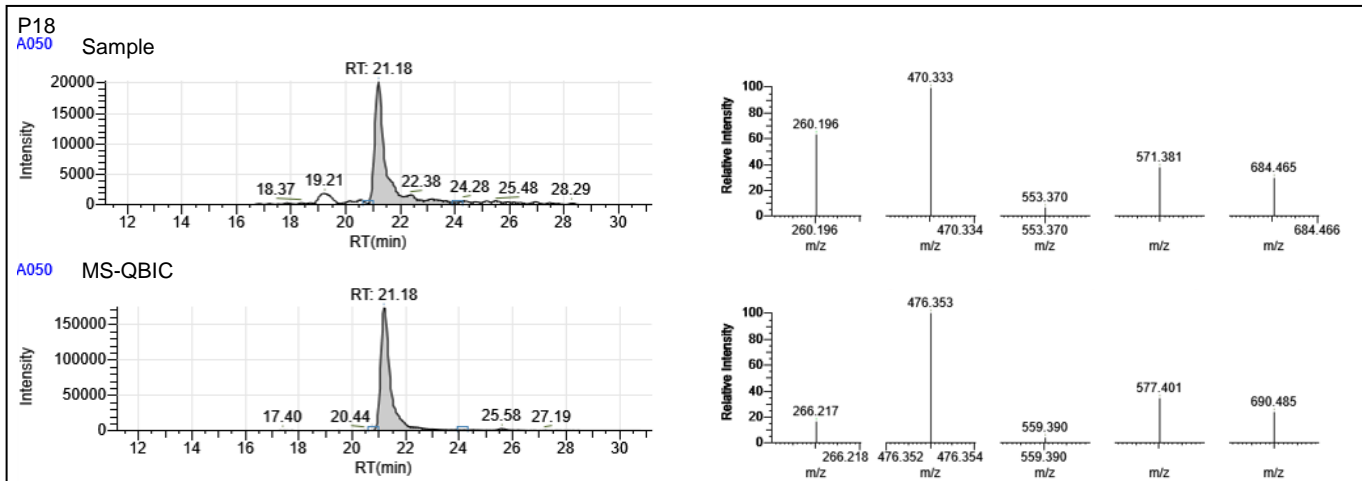 P18
A050 Sample
RT: 21.18
20000
15000
10000
5000
0
Intensity
18.37 19.21 22.38 24.28 25.48 28.29
12 14 16 18 20 22 24 26 28 30
RT(min)
Relative Intensity
100
80
60
40
20
0
260.196 470.333 553.370 571.381 684.465
260.196 470.334 553.370 684.466
m/z m/z m/z m/z m/z
A050 MS-QBIC
RT: 21.18
150000
100000
50000
0
Intensity
17.40 20.44 25.58 27.19
12 14 16 18 20 22 24 26 28 30
RT(min)
Relative Intensity
100
80
60
40
20
0
266.217 476.353 559.390 577.401 690.485
266.218 476.352 476.354 559.390
m/z m/z m/z m/z m/z